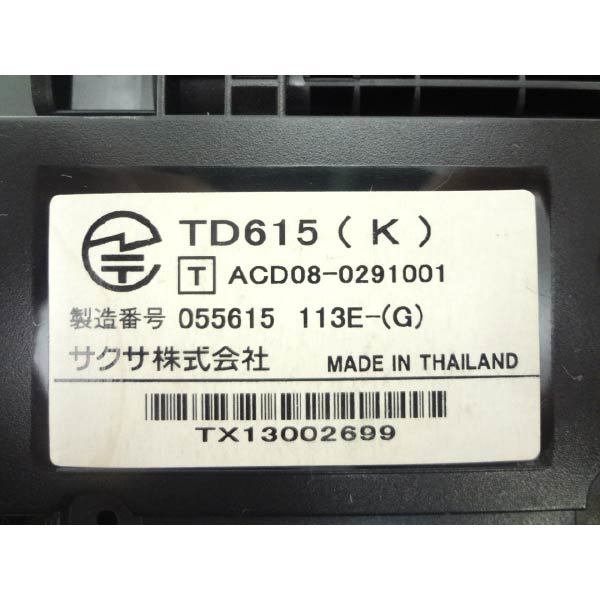 TD615 ( K )
T ACD08-0291001
製造番号 055615 113E-(G)
サクサ株式会社 MADE IN THAILAND
TX13002699